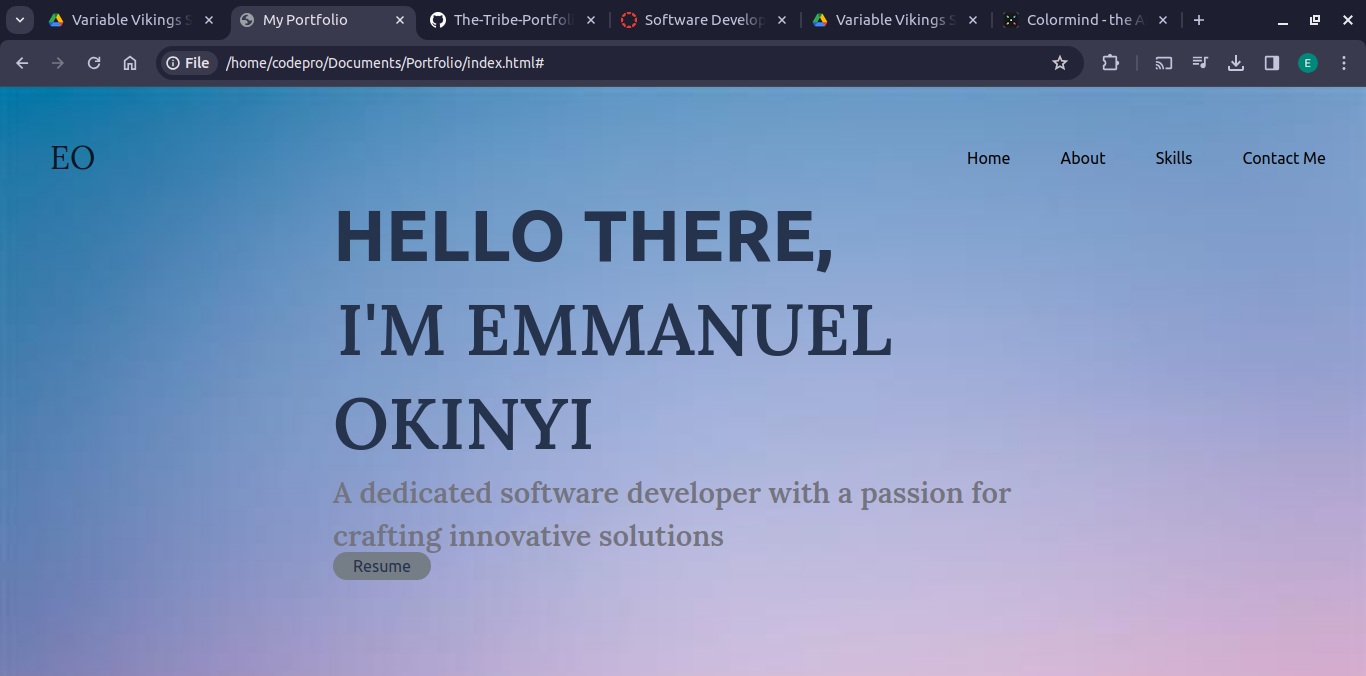 Variable Vikings S
My Portfolio
The-Tribe-Portfoli
Software Develop
Variable Vikings S
Colormind - the A
File
/home/codepro/Documents/Portfolio/index.html#
E
EO
Home
About
Skills
Contact Me
HELLO THERE,
I'M EMMANUEL
OKINYI
A dedicated software developer with a passion for
crafting innovative solutions
Resume